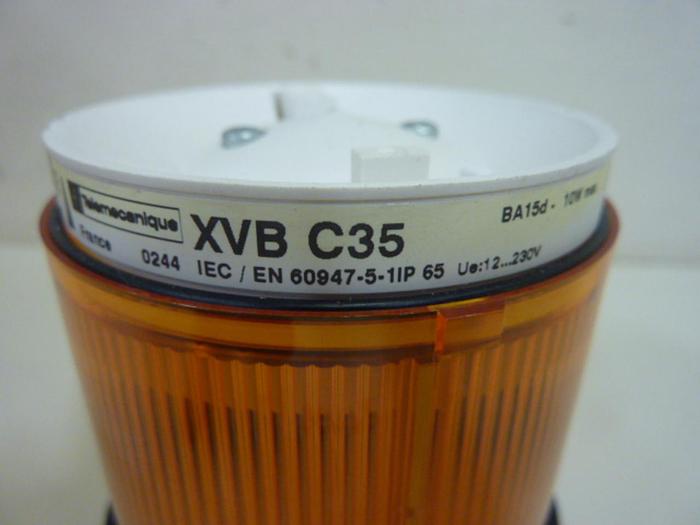 Telemecanique XVB C35 BA15d - 10W max
France 0244 IEC / EN 60947-5-1IP 65 Ue:12...230V